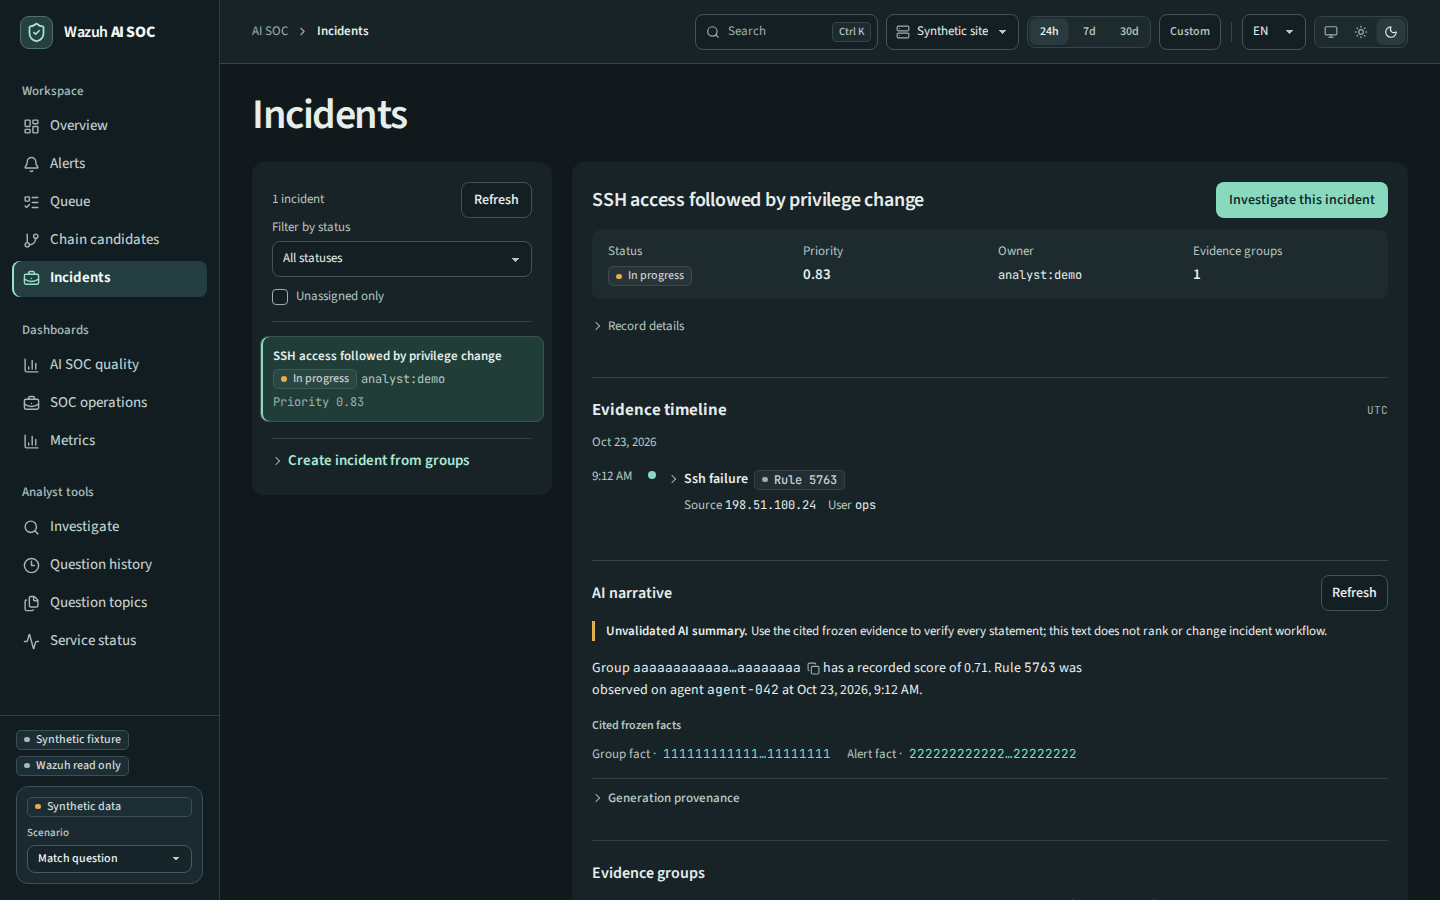 Wazuh AI SOC
AI SOC > Incidents
Search
Ctrl K
Synthetic site
24h
7d
30d
Custom
EN
Workspace
Overview
Alerts
Queue
Chain candidates
Incidents
Dashboards
AI SOC quality
SOC operations
Metrics
Analyst tools
Investigate
Question history
Question topics
Service status
Synthetic fixture
Wazuh read only
Synthetic data
Scenario
Match question
Incidents
1 incident
Refresh
Filter by status
All statuses
Unassigned only
SSH access followed by privilege change
In progress analyst:demo
Priority 0.83
Create incident from groups
SSH access followed by privilege change
Investigate this incident
Status
In progress
Priority
0.83
Owner
analyst:demo
Evidence groups
1
Record details
Evidence timeline
UTC
Oct 23, 2026
9:12 AM
Ssh failure
Rule 5763
Source 198.51.100.24 User ops
AI narrative
Refresh
Unvalidated AI summary. Use the cited frozen evidence to verify every statement; this text does not rank or change incident workflow.
Group aaaaaaaaaaaa…aaaaaaaa has a recorded score of 0.71. Rule 5763 was
observed on agent agent-042 at Oct 23, 2026, 9:12 AM.
Cited frozen facts
Group fact · 111111111111…11111111 Alert fact · 222222222222…22222222
Generation provenance
Evidence groups